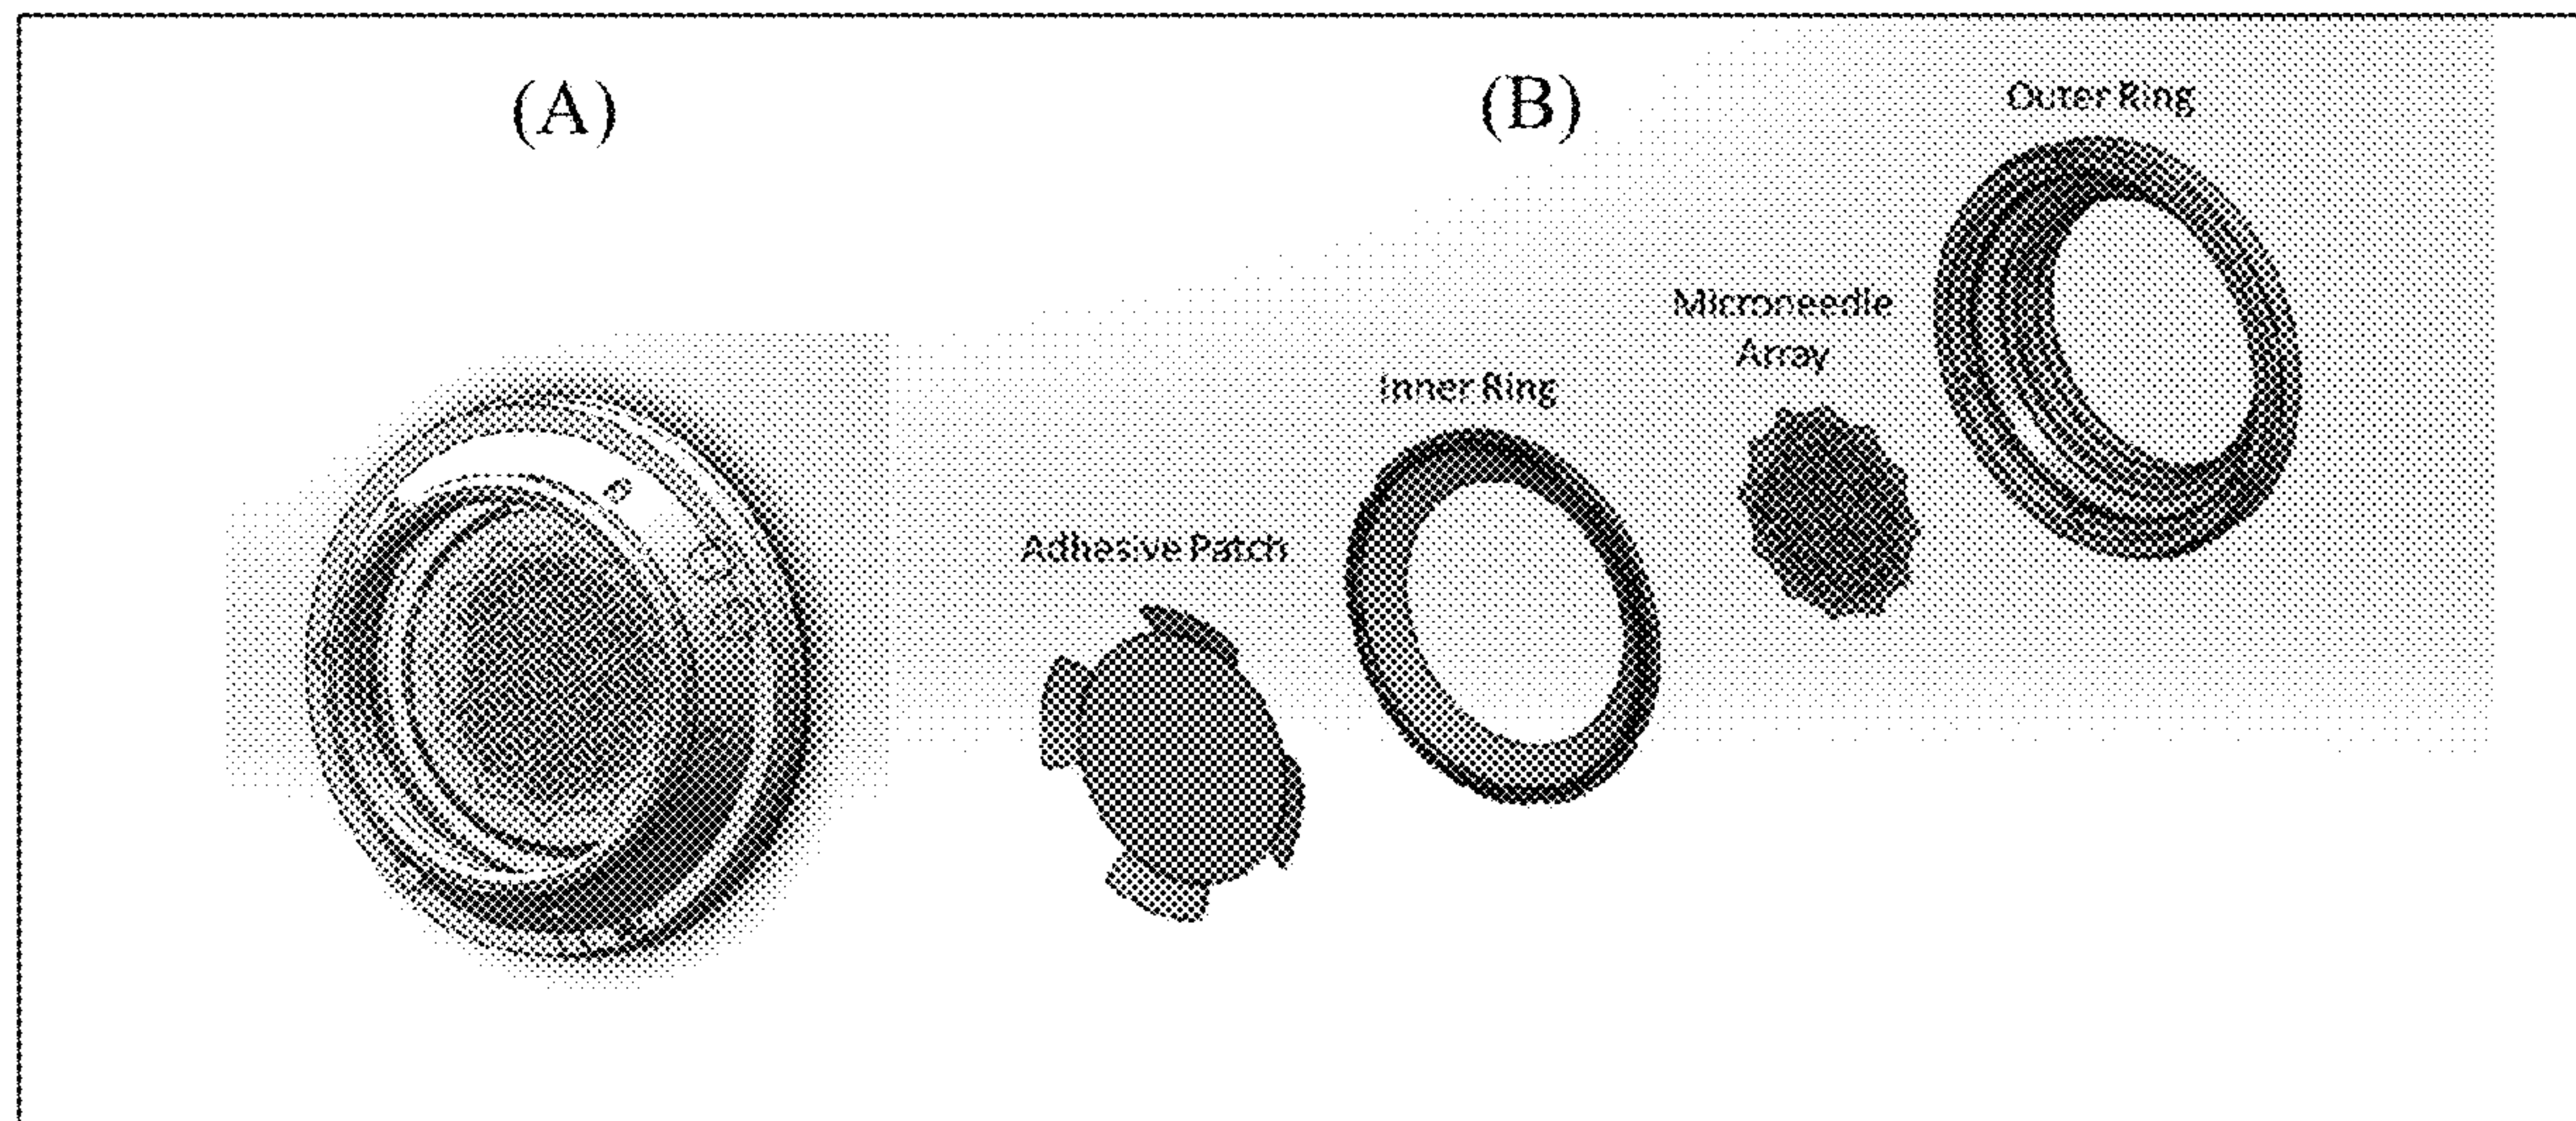 (A)
(B)
Outer Ring
Microneedle
Array
Inner Ring
Adhesive Patch